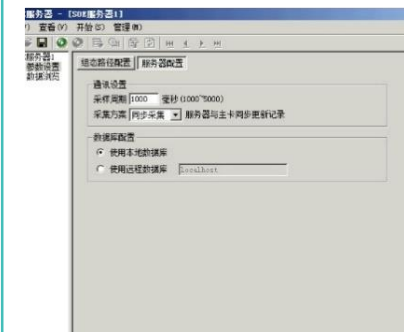 服务器 - [SOE服务器1]
) 查看(V) 开始(S) 管理(M)
服务器1
参数设置
数据浏览
组态路径配置 服务器配置
通讯设置
采样周期 1000 毫秒(1000~5000)
采集方案 同步采集 服务器与主卡同步更新记录
数据库配置
使用本地数据库
使用远程数据库 localhost